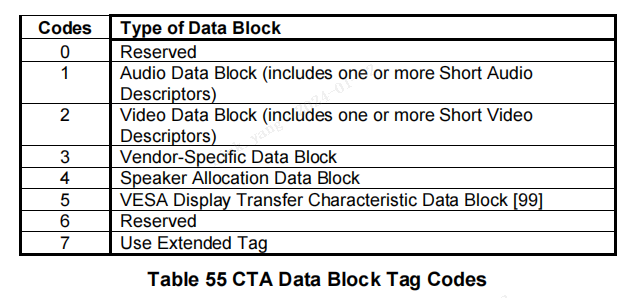 Codes Type of Data Block
0 Reserved
1 Audio Data Block (includes one or more Short Audio
Descriptors)
2 Video Data Block (includes one or more Short Video
Descriptors)
3 Vendor-Specific Data Block
4 Speaker Allocation Data Block
5 VESA Display Transfer Characteristic Data Block [99]
6 Reserved
7 Use Extended Tag
Table 55 CTA Data Block Tag Codes